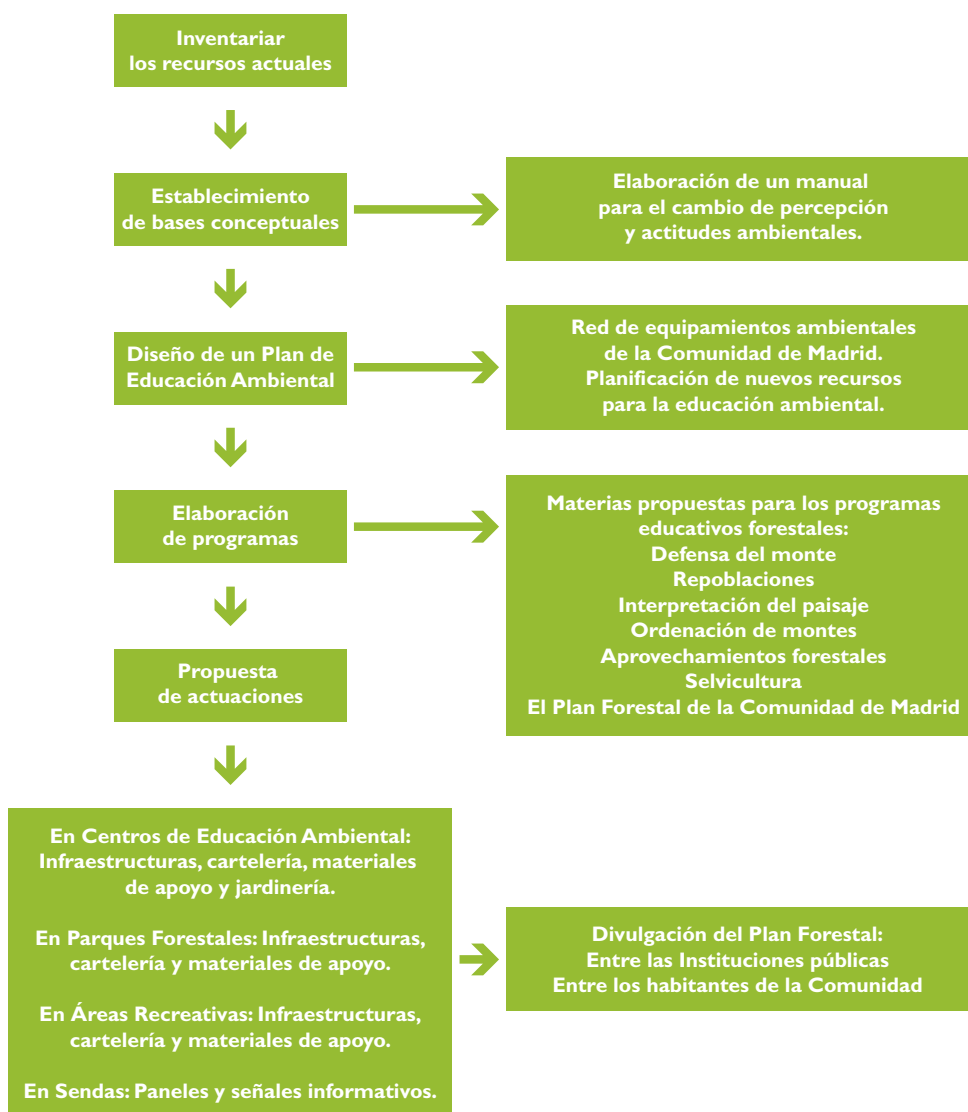 Inventariar
los recursos actuales
Establecimiento
de bases conceptuales
Elaboración de un manual
para el cambio de percepción
y actitudes ambientales.
Diseño de un Plan de
Educación Ambiental
Red de equipamientos ambientales
de la Comunidad de Madrid.
Planificación de nuevos recursos
para la educación ambiental.
Elaboración
de programas
Materias propuestas para los programas
educativos forestales:
Defensa del monte
Repoblaciones
Interpretación del paisaje
Ordenación de montes
Aprovechamientos forestales
Selvicultura
El Plan Forestal de la Comunidad de Madrid
Propuesta
de actuaciones
En Centros de Educación Ambiental:
Infraestructuras, cartelería, materiales
de apoyo y jardinería.
En Parques Forestales: Infraestructuras,
cartelería y materiales de apoyo.
En Áreas Recreativas: Infraestructuras,
cartelería y materiales de apoyo.
En Sendas: Paneles y señales informativos.
Divulgación del Plan Forestal:
Entre las Instituciones públicas
Entre los habitantes de la Comunidad